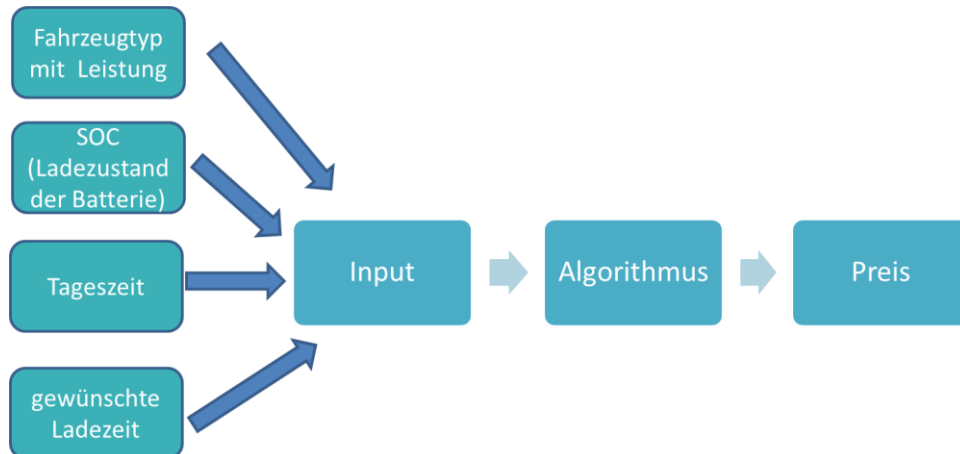 Fahrzeugtyp
mit Leistung
SOC
(Ladezustand
der Batterie)
Tageszeit
gewünschte
Ladezeit
Input
Algorithmus
Preis